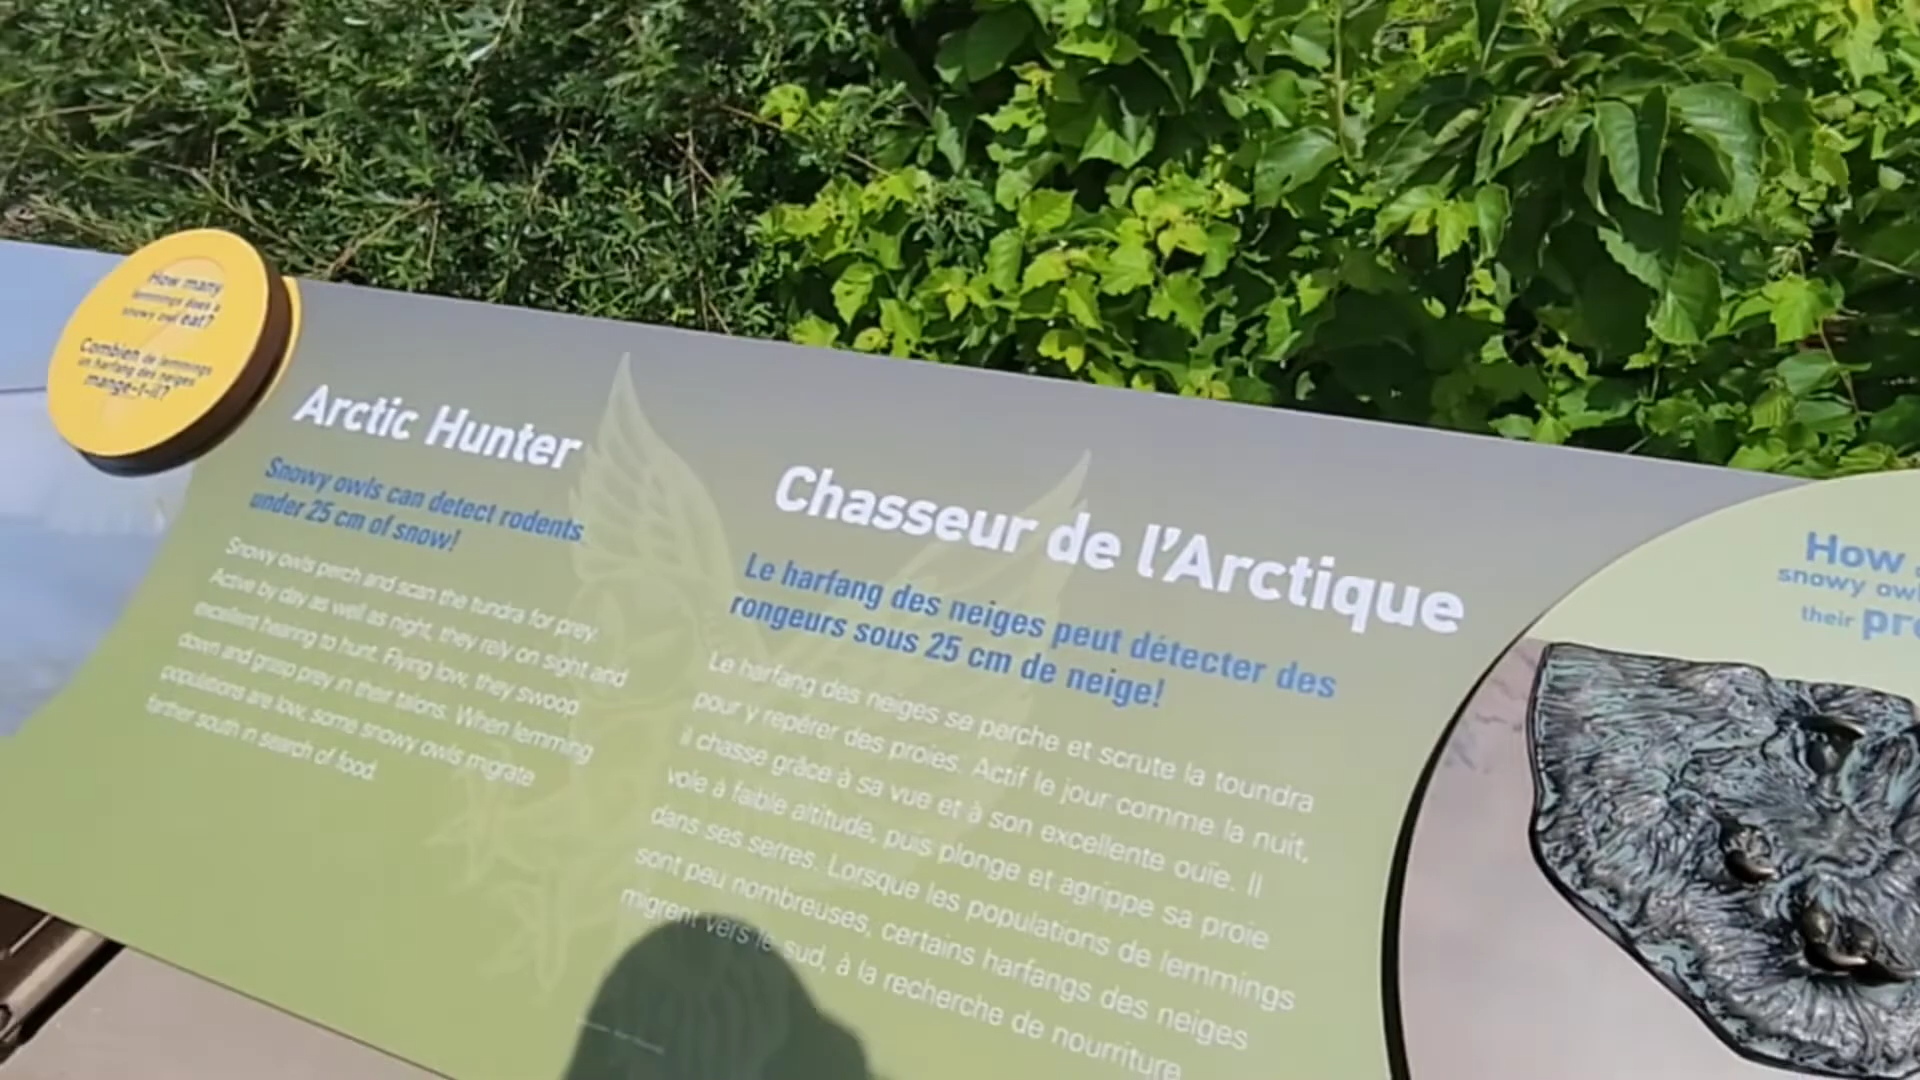 How many
lemmings does a
snowy owl eat?
Combien de lemmings
un harfang des neiges
mange-t-il?
Arctic Hunter
Snowy owls can detect rodents
under 25 cm of snow!
Snowy owls perch and scan the tundra for prey.
Active by day as well as night, they rely on sight and
excellent hearing to hunt. Flying low, they swoop
down and grasp prey in their talons. When lemming
populations are low, some snowy owls migrate
farther south in search of food.
Chasseur de l'Arctique
Le harfang des neiges peut détecter des
rongeurs sous 25 cm de neige!
Le harfang des neiges se perche et scrute la toundra
pour y repérer des proies. Actif le jour comme la nuit,
il chasse grâce à sa vue et à son excellente ouïe. Il
vole à faible altitude, puis plonge et agrippe sa proie
dans ses serres. Lorsque les populations de lemmings
sont peu nombreuses, certains harfangs des neiges
migrent vers le sud, à la recherche de nourriture
How
snowy owl
their